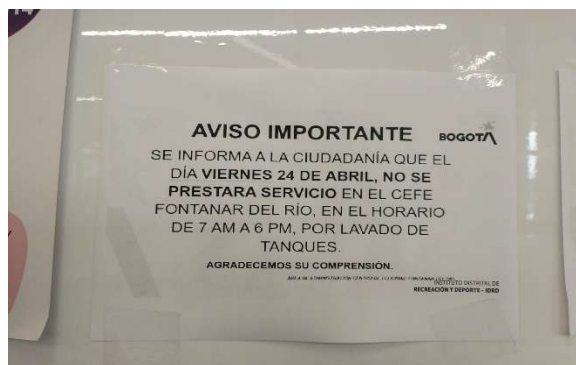 14
AVISO IMPORTANTE
BOGOTÁ
SE INFORMA A LA CIUDADANÍA QUE EL
DÍA VIERNES 24 DE ABRIL, NO SE
PRESTARA SERVICIO EN EL CEFE
FONTANAR DEL RÍO, EN EL HORARIO
DE 7 AM A 6 PM, POR LAVADO DE
TANQUES.
AGRADECEMOS SU COMPRENSIÓN.
INSTITUTO DISTRITAL DE
RECREACIÓN Y DEPORTE - IDRD